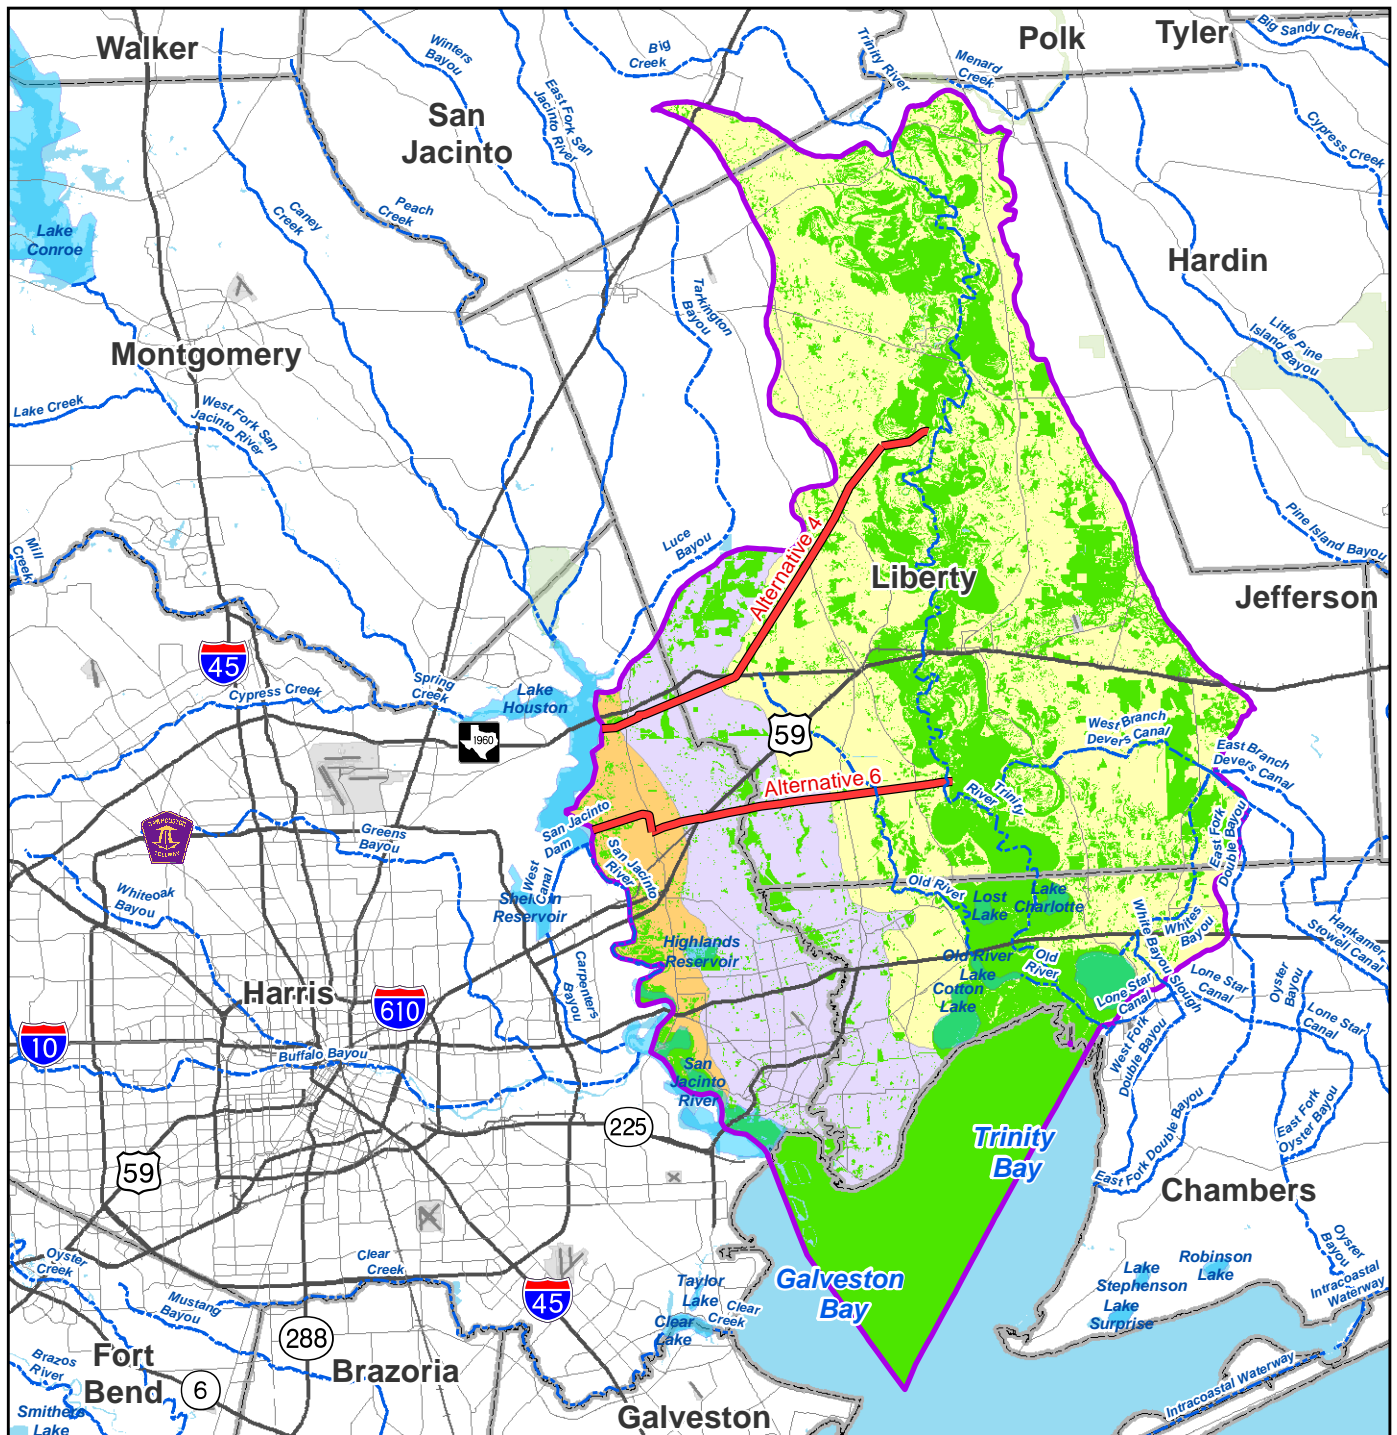 Walker
Polk
Tyler
Big Sandy Creek
Winters
Bayou
Big
Creek
Trinity River
Menard
Creek
San
Jacinto
East Fork San
Jacinto River
Cypress Creek
Lake
Conroe
Caney
Creek
Peach
Creek
Hardin
Tarkington
Bayou
Little Pine
Island Bayou
Montgomery
Lake Creek
West Fork San
Jacinto River
Pine Island Bayou
Mill
Creek
Luce
Bayou
Alternative 4
Liberty
Jefferson
45
Cypress Creek
Spring
Creek
Lake
Houston
1960
59
West Branch
Devers Canal
East Branch
Devers Canal
Alternative 6
Trinity
River
SAM HOUSTON
TOLLWAY
Greens
Bayou
San Jacinto
Dam
East Fork
Double Bayou
San Jacinto
River
Whiteoak
Bayou
West
Canal
Sheldon
Reservoir
Old River
Lost
Lake
Lake
Charlotte
Whites
Bayou
White Bayou Slough
Hankamer
Stowell Canal
Highlands
Reservoir
Old River
Lake
Old
River
Cotton
Lake
Carpenters
Bayou
Harris
610
10
Buffalo Bayou
Lone Star
Canal
Lone Star
Canal
Oyster
Bayou
Lone Star
Canal
West Fork
Double Bayou
San
Jacinto
River
225
Trinity
Bay
East Fork
Oyster Bayou
East Fork Double Bayou
59
Chambers
Oyster
Creek
Clear
Creek
Mustang
Bayou
45
Taylor
Lake
Clear
Creek
Clear
Lake
Galveston
Bay
Robinson
Lake
Lake
Stephenson
Lake
Surprise
Oyster
Bayou
Intracoastal
Waterway
288
Fort
Bend
Brazos
River
6
Brazoria
Smithers
Lake
Galveston
Intracoastal Waterway